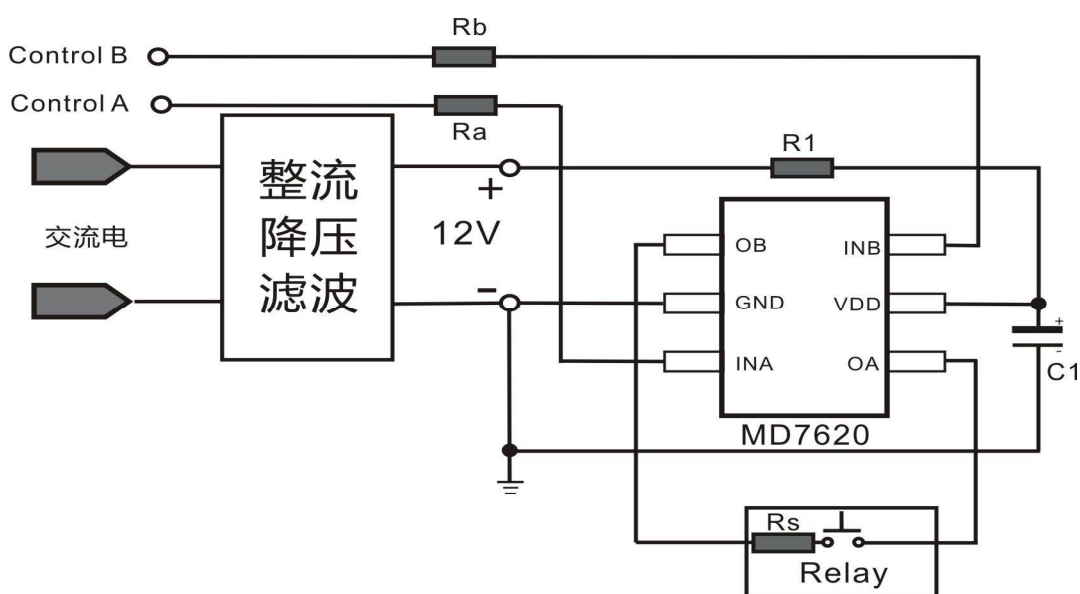 Rb
Control B
Control A
Ra
R1
整流
降压
滤波
+
12V
-
交流电
OB
INB
GND
VDD
INA
OA
+
-
C1
MD7620
Rs
Relay